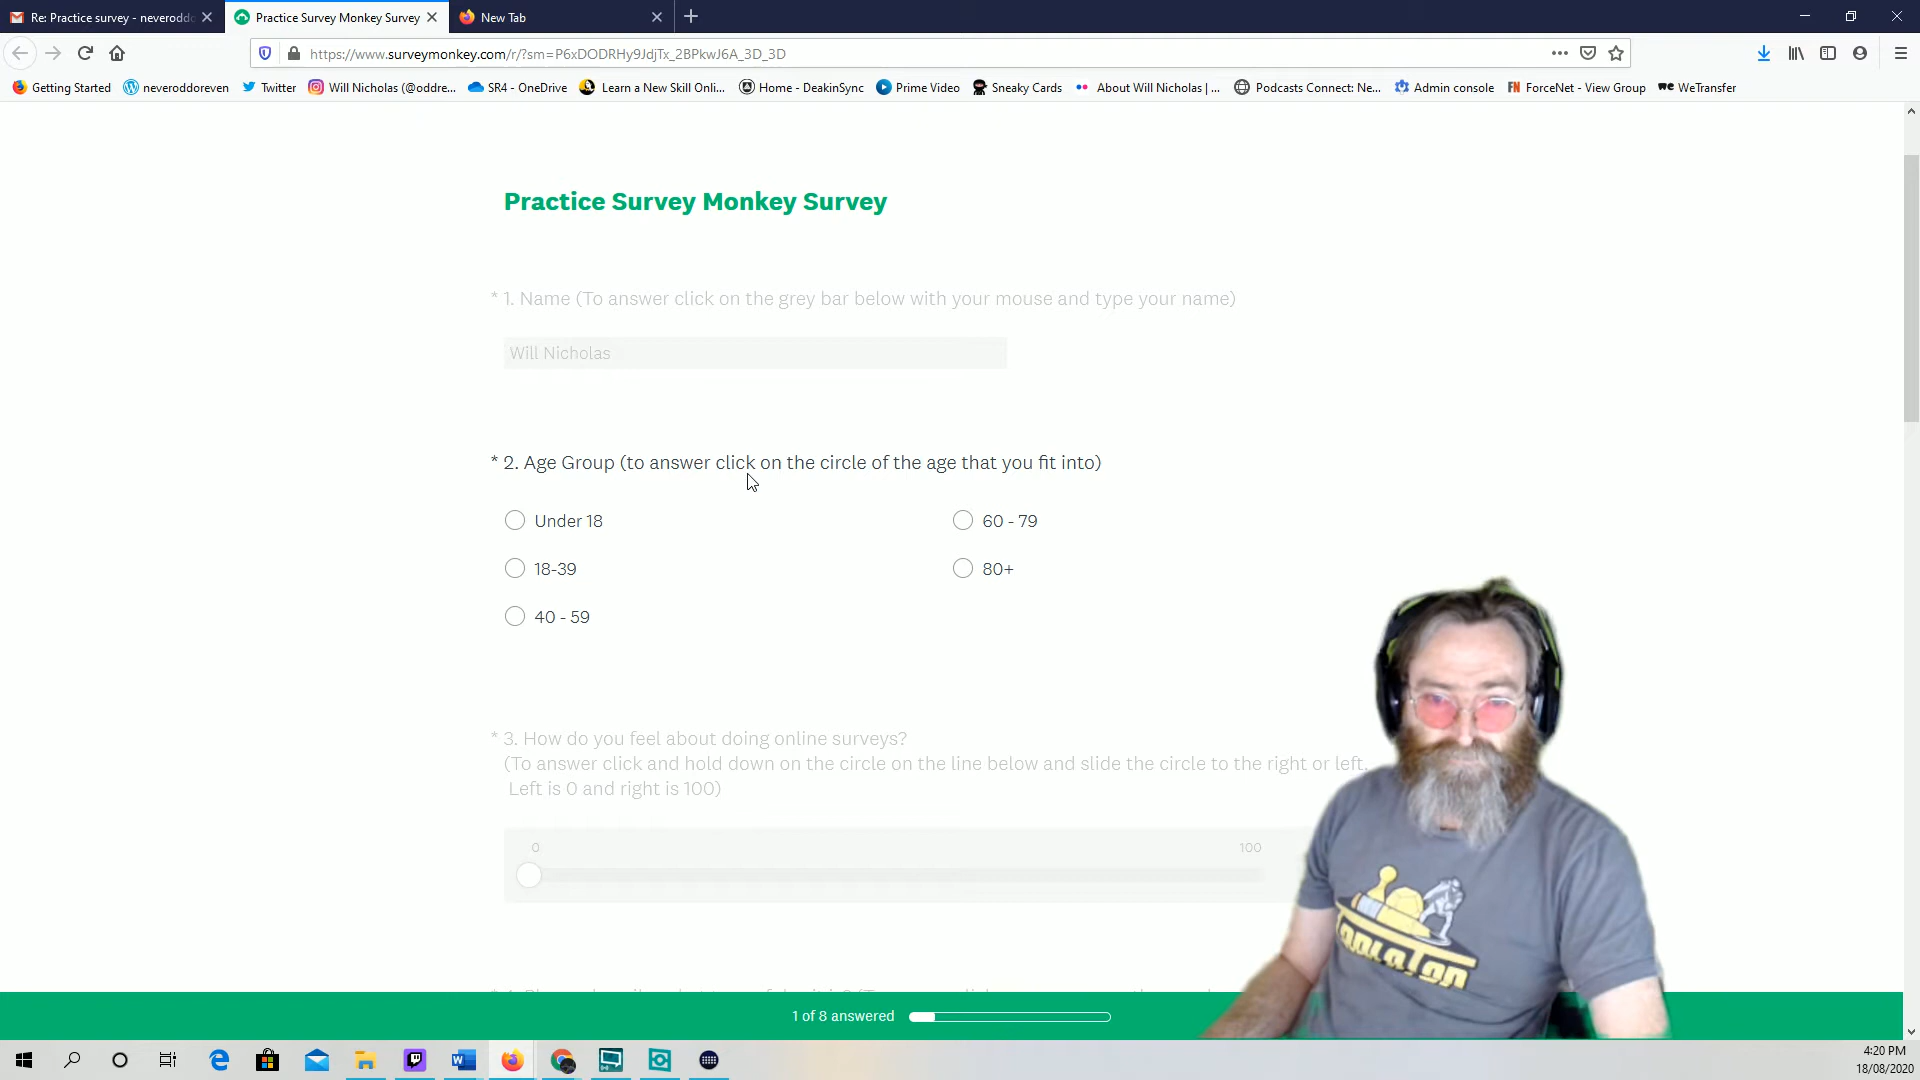 Re: Practice survey - neveroddo
Practice Survey Monkey Survey
New Tab
https://www.surveymonkey.com/r/?sm=P6xDODRHy9JdjTx_2BPkwJ6A_3D_3D
Getting Started
neveroddoreven
Twitter
Will Nicholas (@oddre...
SR4 - OneDrive
Learn a New Skill Onli...
Home - DeakinSync
Prime Video
Sneaky Cards
About Will Nicholas | ...
Podcasts Connect: Ne...
Admin console
FN ForceNet - View Group
we WeTransfer
Practice Survey Monkey Survey
* 1. Name (To answer click on the grey bar below with your mouse and type your name)
Will Nicholas
* 2. Age Group (to answer click on the circle of the age that you fit into)
Under 18
18-39
40 - 59
60 - 79
80+
* 3. How do you feel about doing online surveys?
(To answer click and hold down on the circle on the line below and slide the circle to the right or left.
Left is 0 and right is 100)
0 100
1 of 8 answered
4:20 PM
18/08/2020